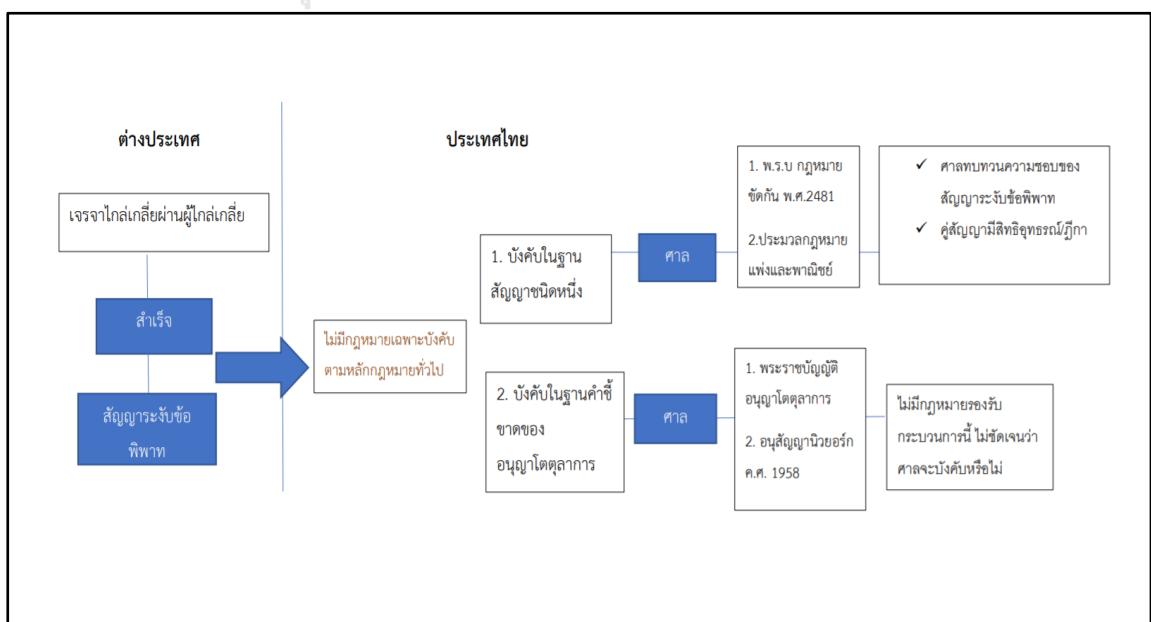 ต่างประเทศ
เจรจาไกล่เกลี่ยผ่านผู้ไกล่เกลี่ย
สำเร็จ
สัญญาระงับข้อ
พิพาท
ประเทศไทย
ไม่มีกฎหมายเฉพาะบังคับ
ตามหลักกฎหมายทั่วไป
1. บังคับในฐาน
สัญญาชนิดหนึ่ง
ศาล
1. พ.ร.บ กฎหมาย
ขัดกัน พ.ศ.2481
2.ประมวลกฎหมาย
แพ่งและพาณิชย์
✓ ศาลทบทวนความชอบของ
สัญญาระงับข้อพิพาท
✓ คู่สัญญามีสิทธิอุทธรณ์/ฎีกา
2. บังคับในฐานคำชี้
ขาดของ
อนุญาโตตุลาการ
ศาล
1. พระราชบัญญัติ
อนุญาโตตุลาการ
2. อนุสัญญานิวยอร์ก
ค.ศ. 1958
ไม่มีกฎหมายรองรับ
กระบวนการนี้ ไม่ชัดเจนว่า
ศาลจะบังคับหรือไม่